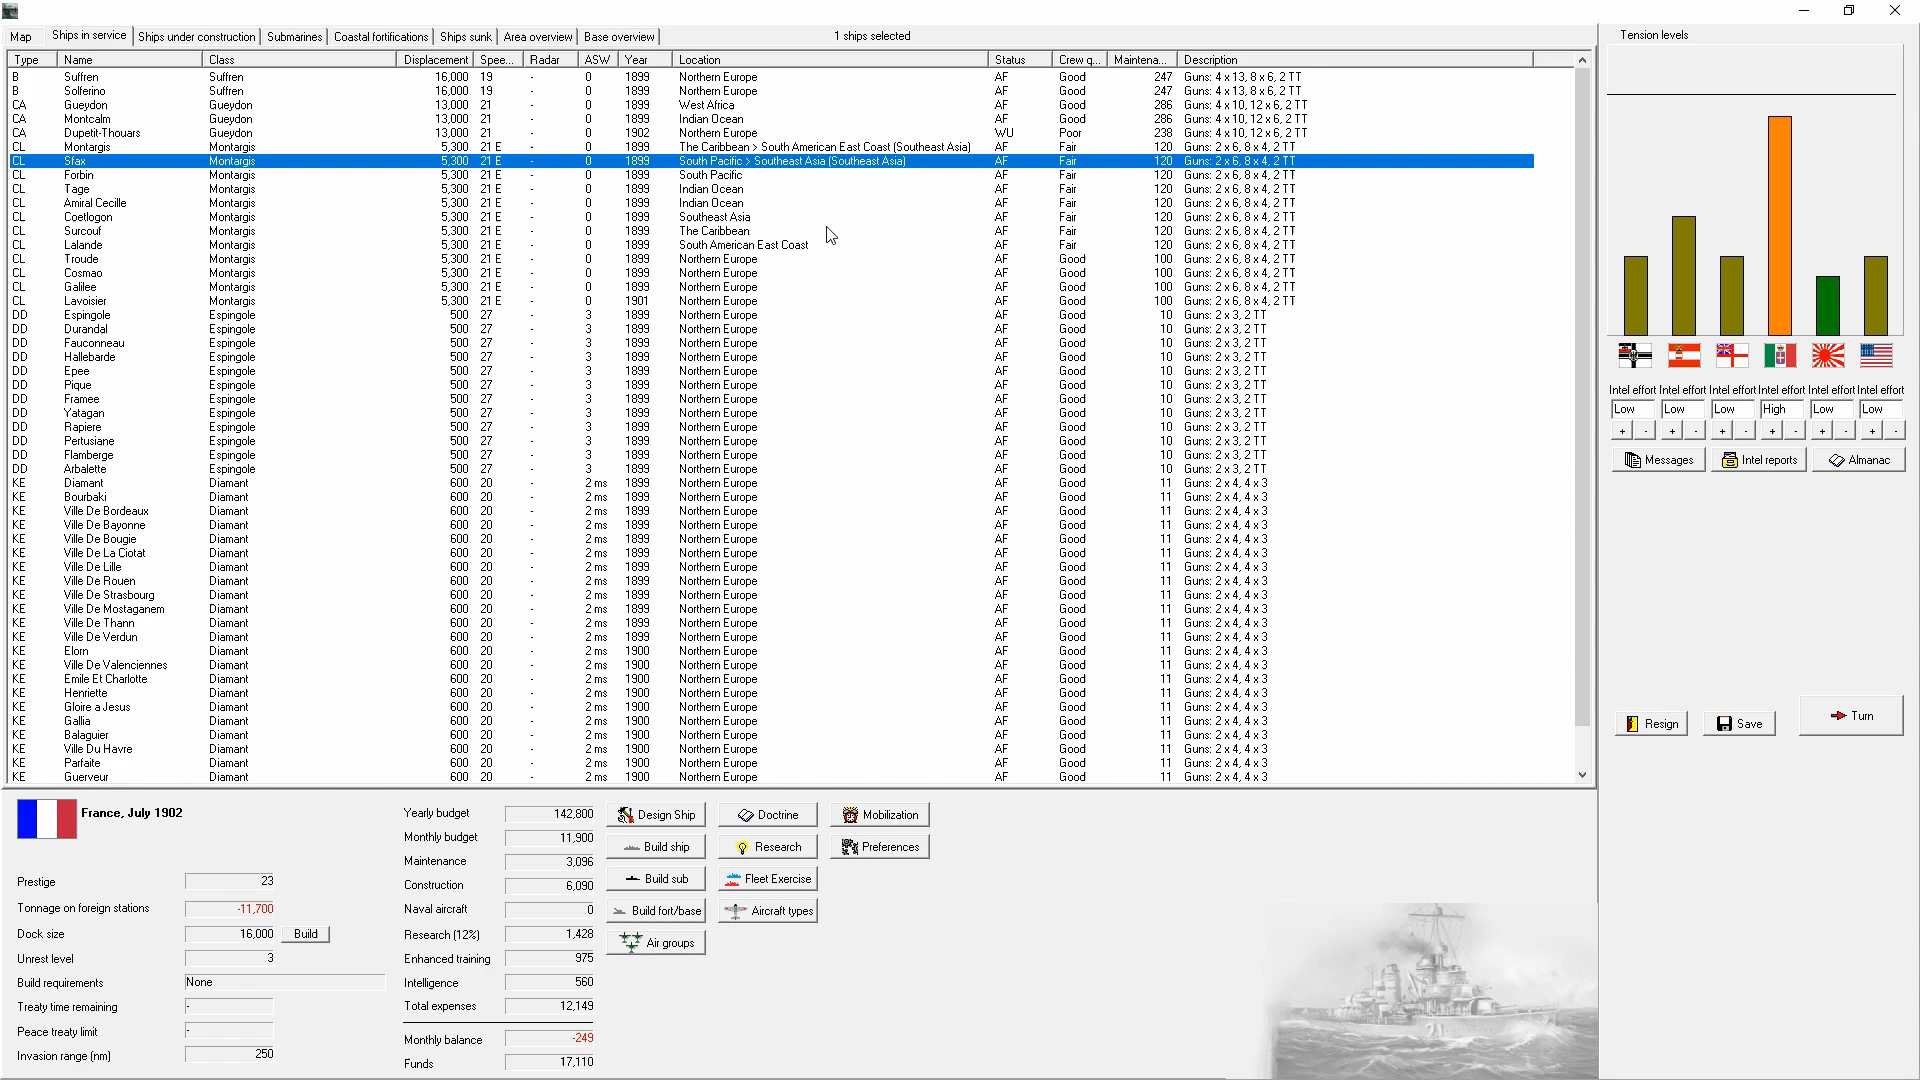 Map Ships in service Ships under construction Submarines Coastal fortifications Ships sunk Area overview Base overview 1 ships selected Tension levels
Type Name Class Displacement Spee... Radar ASW Year Location Status Crew q... Maintena... Description
B Suffren Suffren 16,000 19 - 0 1899 Northern Europe AF Good 247 Guns: 4 x 13, 8 x 6, 2 TT
B Solferino Suffren 16,000 19 - 0 1899 Northern Europe AF Good 247 Guns: 4 x 13, 8 x 6, 2 TT
CA Gueydon Gueydon 13,000 21 - 0 1899 West Africa AF Good 286 Guns: 4 x 10, 12 x 6, 2 TT
CA Montcalm Gueydon 13,000 21 - 0 1899 Indian Ocean AF Good 286 Guns: 4 x 10, 12 x 6, 2 TT
CA Dupetit-Thouars Gueydon 13,000 21 - 0 1902 Northern Europe WU Poor 238 Guns: 4 x 10, 12 x 6, 2 TT
CL Montargis Montargis 5,300 21 E - 0 1899 The Caribbean > South American East Coast (Southeast Asia) AF Fair 120 Guns: 2 x 6, 8 x 4, 2 TT
CL Sfax Montargis 5,300 21 E - 0 1899 South Pacific > Southeast Asia (Southeast Asia) AF Fair 120 Guns: 2 x 6, 8 x 4, 2 TT
CL Forbin Montargis 5,300 21 E - 0 1899 South Pacific AF Fair 120 Guns: 2 x 6, 8 x 4, 2 TT
CL Tage Montargis 5,300 21 E - 0 1899 Indian Ocean AF Fair 120 Guns: 2 x 6, 8 x 4, 2 TT
CL Amiral Cecille Montargis 5,300 21 E - 0 1899 Indian Ocean AF Fair 120 Guns: 2 x 6, 8 x 4, 2 TT
CL Coetlogon Montargis 5,300 21 E - 0 1899 Southeast Asia AF Fair 120 Guns: 2 x 6, 8 x 4, 2 TT
CL Surcouf Montargis 5,300 21 E - 0 1899 The Caribbean AF Fair 120 Guns: 2 x 6, 8 x 4, 2 TT
CL Lalande Montargis 5,300 21 E - 0 1899 South American East Coast AF Fair 120 Guns: 2 x 6, 8 x 4, 2 TT
CL Troude Montargis 5,300 21 E - 0 1899 Northern Europe AF Good 100 Guns: 2 x 6, 8 x 4, 2 TT
CL Cosmao Montargis 5,300 21 E - 0 1899 Northern Europe AF Good 100 Guns: 2 x 6, 8 x 4, 2 TT
CL Galilee Montargis 5,300 21 E - 0 1899 Northern Europe AF Good 100 Guns: 2 x 6, 8 x 4, 2 TT
CL Lavoisier Montargis 5,300 21 E - 0 1901 Northern Europe AF Good 100 Guns: 2 x 6, 8 x 4, 2 TT
DD Espingole Espingole 500 27 - 3 1899 Northern Europe AF Good 10 Guns: 2 x 3, 2 TT
DD Durandal Espingole 500 27 - 3 1899 Northern Europe AF Good 10 Guns: 2 x 3, 2 TT
DD Fauconneau Espingole 500 27 - 3 1899 Northern Europe AF Good 10 Guns: 2 x 3, 2 TT
DD Hallebarde Espingole 500 27 - 3 1899 Northern Europe AF Good 10 Guns: 2 x 3, 2 TT
DD Epee Espingole 500 27 - 3 1899 Northern Europe AF Good 10 Guns: 2 x 3, 2 TT
DD Pique Espingole 500 27 - 3 1899 Northern Europe AF Good 10 Guns: 2 x 3, 2 TT
DD Framee Espingole 500 27 - 3 1899 Northern Europe AF Good 10 Guns: 2 x 3, 2 TT
DD Yatagan Espingole 500 27 - 3 1899 Northern Europe AF Good 10 Guns: 2 x 3, 2 TT
DD Rapiere Espingole 500 27 - 3 1899 Northern Europe AF Good 10 Guns: 2 x 3, 2 TT
DD Pertusiane Espingole 500 27 - 3 1899 Northern Europe AF Good 10 Guns: 2 x 3, 2 TT
DD Flamberge Espingole 500 27 - 3 1899 Northern Europe AF Good 10 Guns: 2 x 3, 2 TT
DD Arbalette Espingole 500 27 - 3 1899 Northern Europe AF Good 10 Guns: 2 x 3, 2 TT
KE Diamant Diamant 600 20 - 2 ms 1899 Northern Europe AF Good 11 Guns: 2 x 4, 4 x 3
KE Bourbaki Diamant 600 20 - 2 ms 1899 Northern Europe AF Good 11 Guns: 2 x 4, 4 x 3
KE Ville De Bordeaux Diamant 600 20 - 2 ms 1899 Northern Europe AF Good 11 Guns: 2 x 4, 4 x 3
KE Ville De Bayonne Diamant 600 20 - 2 ms 1899 Northern Europe AF Good 11 Guns: 2 x 4, 4 x 3
KE Ville De Bougie Diamant 600 20 - 2 ms 1899 Northern Europe AF Good 11 Guns: 2 x 4, 4 x 3
KE Ville De La Ciotat Diamant 600 20 - 2 ms 1899 Northern Europe AF Good 11 Guns: 2 x 4, 4 x 3
KE Ville De Lille Diamant 600 20 - 2 ms 1899 Northern Europe AF Good 11 Guns: 2 x 4, 4 x 3
KE Ville De Rouen Diamant 600 20 - 2 ms 1899 Northern Europe AF Good 11 Guns: 2 x 4, 4 x 3
KE Ville De Strasbourg Diamant 600 20 - 2 ms 1899 Northern Europe AF Good 11 Guns: 2 x 4, 4 x 3
KE Ville De Mostaganem Diamant 600 20 - 2 ms 1899 Northern Europe AF Good 11 Guns: 2 x 4, 4 x 3
KE Ville De Thann Diamant 600 20 - 2 ms 1899 Northern Europe AF Good 11 Guns: 2 x 4, 4 x 3
KE Ville De Verdun Diamant 600 20 - 2 ms 1899 Northern Europe AF Good 11 Guns: 2 x 4, 4 x 3
KE Elorn Diamant 600 20 - 2 ms 1900 Northern Europe AF Good 11 Guns: 2 x 4, 4 x 3
KE Ville De Valenciennes Diamant 600 20 - 2 ms 1900 Northern Europe AF Good 11 Guns: 2 x 4, 4 x 3
KE Emile Et Charlotte Diamant 600 20 - 2 ms 1900 Northern Europe AF Good 11 Guns: 2 x 4, 4 x 3
KE Henriette Diamant 600 20 - 2 ms 1900 Northern Europe AF Good 11 Guns: 2 x 4, 4 x 3
KE Gloire a Jesus Diamant 600 20 - 2 ms 1900 Northern Europe AF Good 11 Guns: 2 x 4, 4 x 3
KE Gallia Diamant 600 20 - 2 ms 1900 Northern Europe AF Good 11 Guns: 2 x 4, 4 x 3
KE Balaguier Diamant 600 20 - 2 ms 1900 Northern Europe AF Good 11 Guns: 2 x 4, 4 x 3
KE Ville Du Havre Diamant 600 20 - 2 ms 1900 Northern Europe AF Good 11 Guns: 2 x 4, 4 x 3
KE Parfaite Diamant 600 20 - 2 ms 1900 Northern Europe AF Good 11 Guns: 2 x 4, 4 x 3
KE Guerveur Diamant 600 20 - 2 ms 1900 Northern Europe AF Good 11 Guns: 2 x 4, 4 x 3
Intel effort Intel effort Intel effort Intel effort Intel effort Intel effort
Low Low Low High Low Low
+ - + - + - + - + - + -
Messages Intel reports Almanac
Resign Save Turn
France, July 1902
Prestige 23
Tonnage on foreign stations -11,700
Dock size 16,000 Build
Unrest level 3
Build requirements None
Treaty time remaining -
Peace treaty limit -
Invasion range (nm) 250
Yearly budget 142,800
Monthly budget 11,900
Maintenance 3,096
Construction 6,090
Naval aircraft 0
Research (12%) 1,428
Enhanced training 975
Intelligence 560
Total expenses 12,149
Monthly balance -249
Funds 17,110
Design Ship Doctrine Mobilization
Build ship Research Preferences
Build sub Fleet Exercise
Build fort/base Aircraft types
Air groups
21